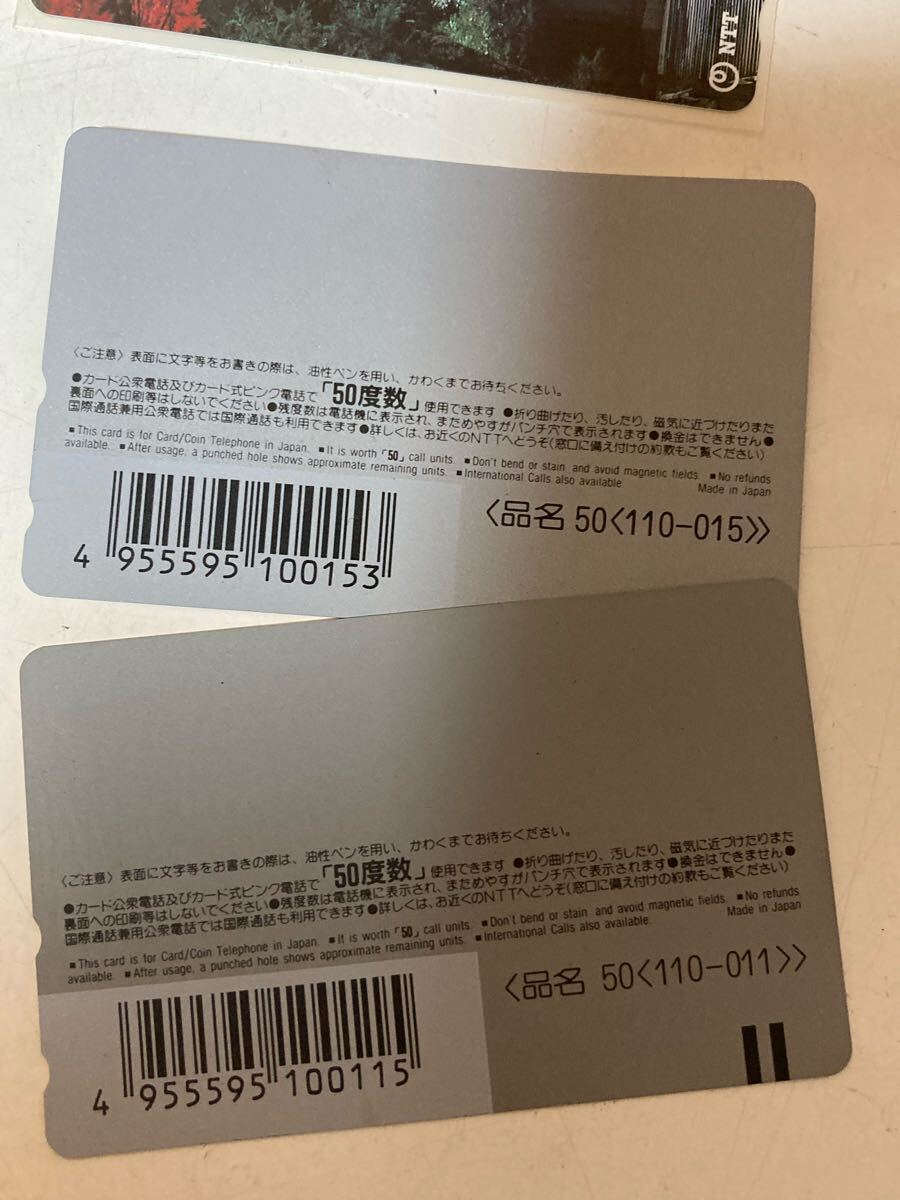 NTT
〈ご注意〉表面に文字等をお書きの際は、油性ペンを用い、かわくまでお待ちください。
●カード公衆電話及びカード式ピンク電話で「50度数」使用できます ●折り曲げたり、汚したり、磁気に近づけたりまた
裏面への印刷等はしないでください●残度数は電話機に表示され、まためやすがパンチ穴で表示されます●換金はできません●
国際通話兼用公衆電話では国際通話も利用できます●詳しくは、お近くのNTTへどうぞ(窓口に備え付けの約款もご覧ください)
■This card is for Card/Coin Telephone in Japan. ■It is worth「50」call units. ■Don't bend or stain and avoid magnetic fields. ■No refunds
available. ■After usage, a punched hole shows approximate remaining units. ■International Calls also available. Made in Japan
〈品名 50〈110-015〉〉
4 955595 100153
〈ご注意〉表面に文字等をお書きの際は、油性ペンを用い、かわくまでお待ちください。
●カード公衆電話及びカード式ピンク電話で「50度数」使用できます ●折り曲げたり、汚したり、磁気に近づけたりまた
裏面への印刷等はしないでください●残度数は電話機に表示され、まためやすがパンチ穴で表示されます●換金はできません●
国際通話兼用公衆電話では国際通話も利用できます●詳しくは、お近くのNTTへどうぞ(窓口に備え付けの約款もご覧ください)
■This card is for Card/Coin Telephone in Japan. ■It is worth「50」call units. ■Don't bend or stain and avoid magnetic fields. ■No refunds
available. ■After usage, a punched hole shows approximate remaining units. ■International Calls also available. Made in Japan
〈品名 50〈110-011〉〉
4 955595 100115